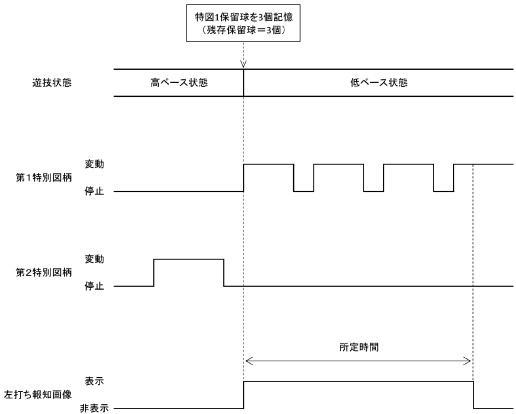 特図1保留球を3個記憶
（残存保留球＝3個）
遊技状態
高ベース状態
低ベース状態
第1特別図柄
変動
停止
第2特別図柄
変動
停止
所定時間
左打ち報知画像
表示
非表示